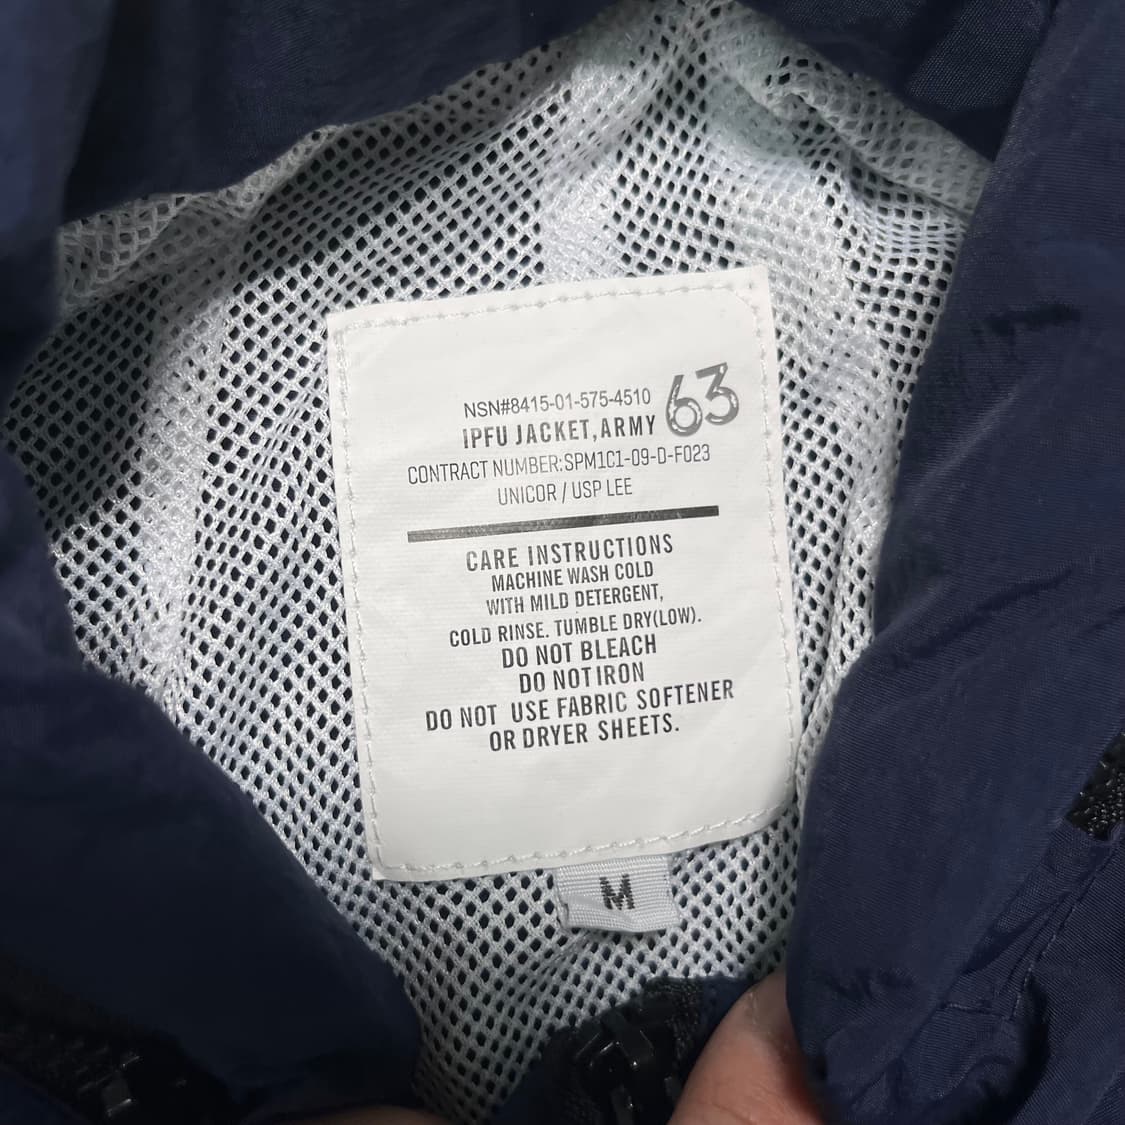 NSN#8415-01-575-4510
IPFU JACKET,ARMY 63
CONTRACT NUMBER:SPM1C1-09-D-F023
UNICOR / USP LEE
CARE INSTRUCTIONS
MACHINE WASH COLD
WITH MILD DETERGENT,
COLD RINSE. TUMBLE DRY(LOW).
DO NOT BLEACH
DO NOT IRON
DO NOT USE FABRIC SOFTENER
OR DRYER SHEETS.
M